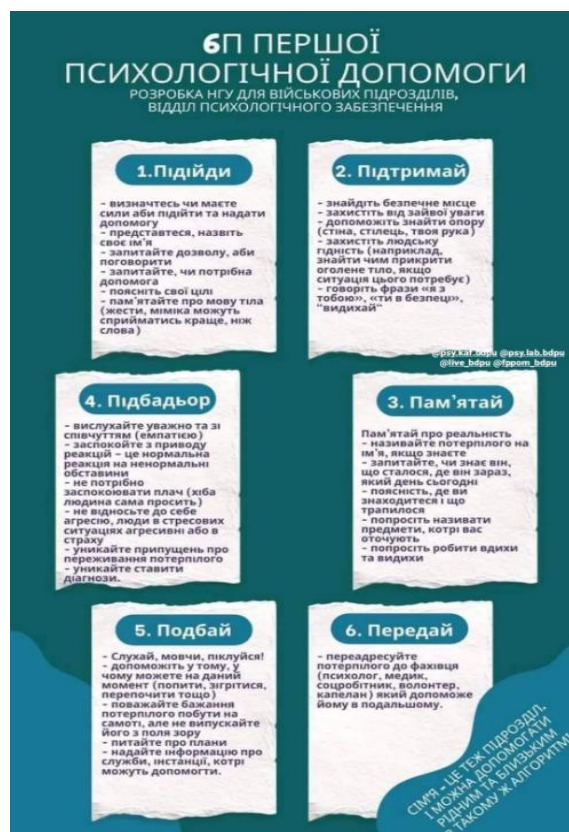 6П ПЕРШОЇ
ПСИХОЛОГІЧНОЇ ДОПОМОГИ
РОЗРОБКА НГУ ДЛЯ ВІЙСЬКОВИХ ПІДРОЗДІЛІВ,
ВІДДІЛ ПСИХОЛОГІЧНОГО ЗАБЕЗПЕЧЕННЯ
1.Підійди
- визначтесь чи маєте
сили аби підійти та надати
допомогу
- представтеся, назвіть
своє ім'я
- запитайте дозволу, аби
поговорити
- запитайте, чи потрібна
допомога
- поясніть свої цілі
- пам'ятайте про мову тіла
(жести, міміка можуть
сприйматись краще, ніж
слова)
2. Підтримай
- знайдіть безпечне місце
- захистіть від зайвої уваги
- допоможіть знайти опору
(стіна, стілець, твоя рука)
- захистіть людську
гідність (наприклад,
знайти чим прикрити
оголене тіло, якщо
ситуація цього потребує)
- говоріть фрази «я з
тобою», «ти в безпеці»,
"видихай"
@psy.kaf.bdpu @psy.lab.bdpu
@live_bdpu @fppom_bdpu
3. Пам'ятай
Пам'ятай про реальність
- називайте потерпілого на
ім'я, якщо знаєте
- запитайте, чи знає він,
що сталося, де він зараз,
який день сьогодні
- поясність, де ви
знаходитеся і що
трапилося
- попросіть називати
предмети, котрі вас
оточують
- попросіть робити вдихи
та видихи
4. Підбадьор
- вислухайте уважно та зі
співчуттям (емпатією)
- заспокойте з приводу
реакцій – це нормальна
реакція на ненормальні
обставини
- не потрібно
заспокоювати плач (хіба
людина сама просить)
- не відносьте до себе
агресію, люди в стресових
ситуаціях агресивні або в
страху
- уникайте припущень про
переживання потерпілого
- уникайте ставити
діагнози.
5. Подбай
- Слухай, мовчи, піклуйся!
- допоможіть у тому, у
чому можете на даний
момент (попити, зігрітися,
перепочити тощо)
- поважайте бажання
потерпілого побути на
самоті, але не випускайте
його з поля зору
- питайте про плани
- надайте інформацію про
служби, інстанції, котрі
можуть допомогти.
6. Передай
- переадресуйте
потерпілого до фахівця
(психолог, медик,
соцробітник, волонтер,
капелан) який допоможе
йому в подальшому.
СІМ'Я – ЦЕ ТЕЖ ПІДРОЗДІЛ,
І МОЖНА ДОПОМОГАТИ
РІДНИМ ТА БЛИЗЬКИМ
ТАКОМУ Ж АЛГОРИТМ